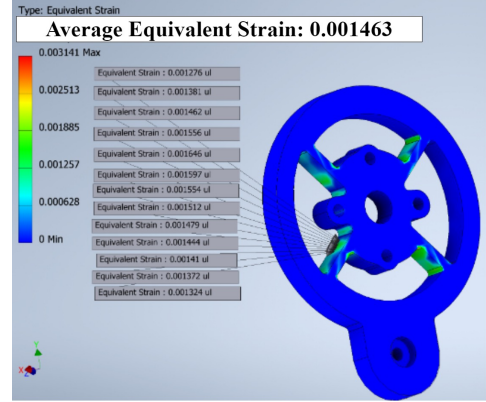 Type: Equivalent Strain
Average Equivalent Strain: 0.001463
0.003141 Max
0.002513
0.001885
0.001257
0.000628
0 Min
Equivalent Strain : 0.001276 ul
Equivalent Strain : 0.001381 ul
Equivalent Strain : 0.001462 ul
Equivalent Strain : 0.001556 ul
Equivalent Strain : 0.001646 ul
Equivalent Strain : 0.001597 ul
Equivalent Strain : 0.001554 ul
Equivalent Strain : 0.001512 ul
Equivalent Strain : 0.001479 ul
Equivalent Strain : 0.001444 ul
Equivalent Strain : 0.00141 ul
Equivalent Strain : 0.001372 ul
Equivalent Strain : 0.001324 ul
Y
X
Z